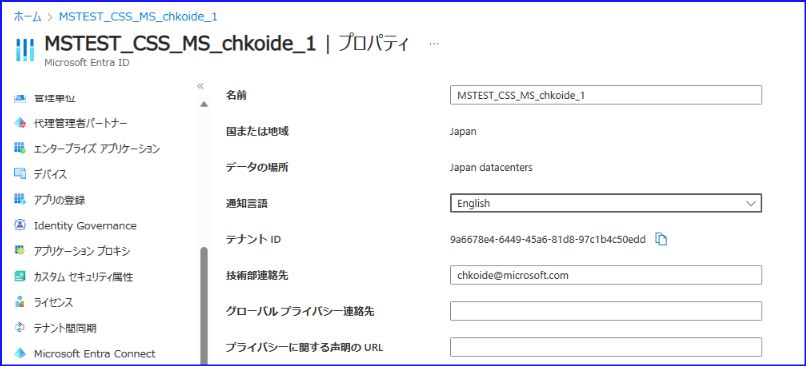 ホーム > MSTEST_CSS_MS_chkoide_1
MSTEST_CSS_MS_chkoide_1 | プロパティ ...
Microsoft Entra ID
管理単位
代理管理者パートナー
エンタープライズ アプリケーション
デバイス
アプリの登録
Identity Governance
アプリケーション プロキシ
カスタム セキュリティ属性
ライセンス
テナント間同期
Microsoft Entra Connect
名前 MSTEST_CSS_MS_chkoide_1
国または地域 Japan
データの場所 Japan datacenters
通知言語 English
テナント ID 9a6678e4-6449-45a6-81d8-97c1b4c50edd
技術部連絡先 chkoide@microsoft.com
グローバル プライバシー連絡先
プライバシーに関する声明の URL